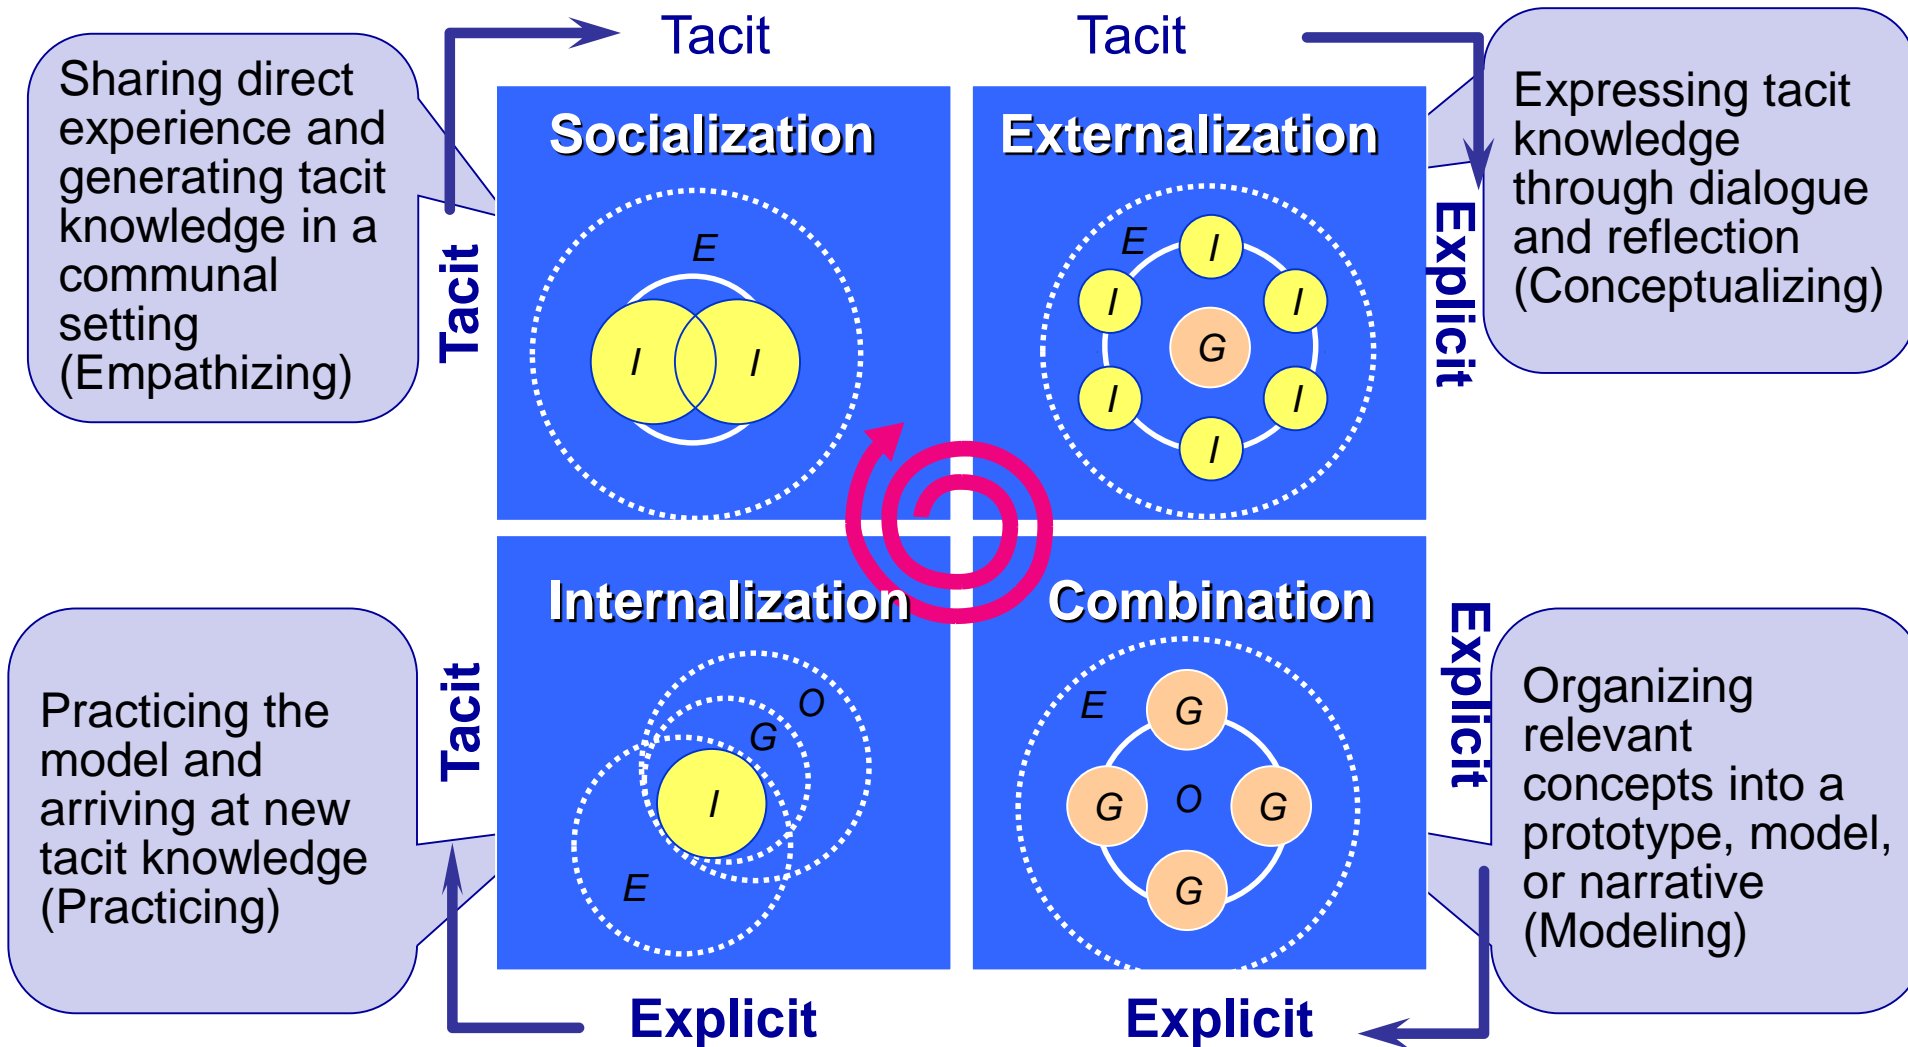 Tacit
Tacit
Sharing direct
experience and
generating tacit
knowledge in a
communal
setting
(Empathizing)
Tacit
Socialization
E
I
I
Externalization
E
I
I
I
G
I
I
I
Explicit
Expressing tacit
knowledge
through dialogue
and reflection
(Conceptualizing)
Practicing the
model and
arriving at new
tacit knowledge
(Practicing)
Tacit
Internalization
O
G
I
E
Combination
E
G
G
O
G
G
Explicit
Organizing
relevant
concepts into a
prototype, model,
or narrative
(Modeling)
Explicit
Explicit